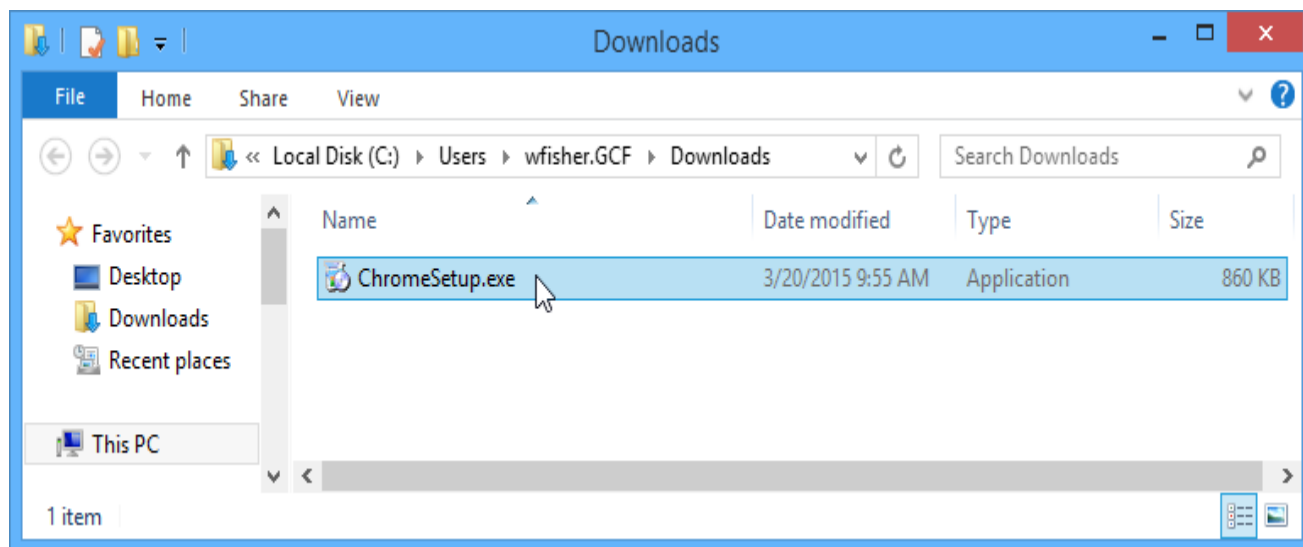 Downloads
File Home Share View
« Local Disk (C:) Users wfisher.GCF Downloads Search Downloads
Favorites
Desktop
Downloads
Recent places
This PC
Name Date modified Type Size
ChromeSetup.exe 3/20/2015 9:55 AM Application 860 KB
1 item